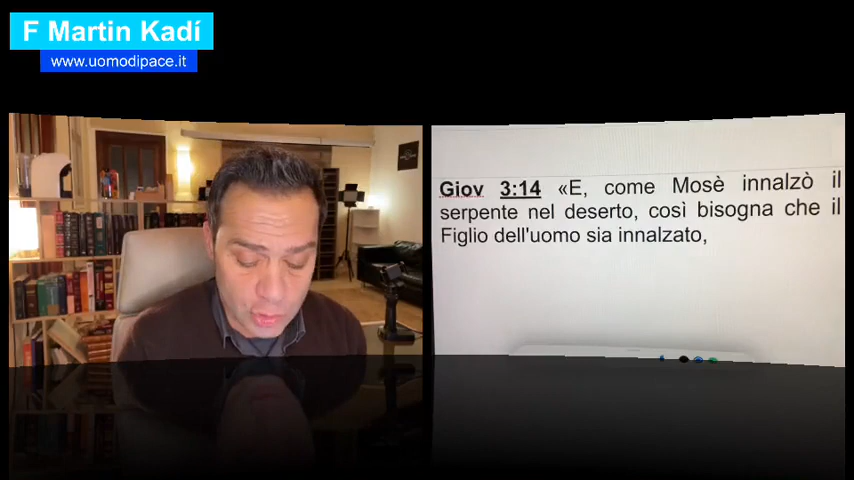 F Martin Kadí
www.uomodipace.it
Giov 3:14 «E, come Mosè innalzò il
serpente nel deserto, così bisogna che il
Figlio dell'uomo sia innalzato,